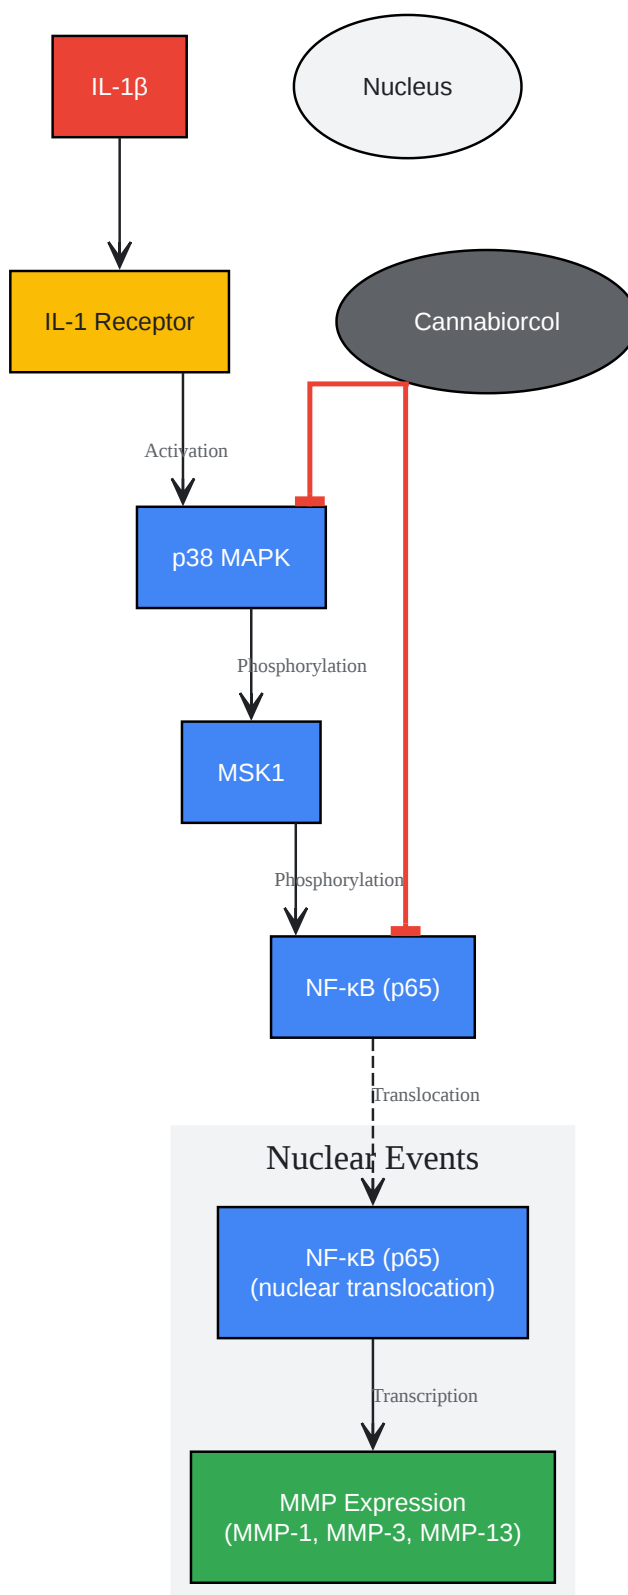 IL-1β
Nucleus
IL-1 Receptor
Cannabiorcol
Activation
p38 MAPK
Phosphorylation
MSK1
Phosphorylation
NF-κB (p65)
Translocation
Nuclear Events
NF-κB (p65)
(nuclear translocation)
Transcription
MMP Expression
(MMP-1, MMP-3, MMP-13)